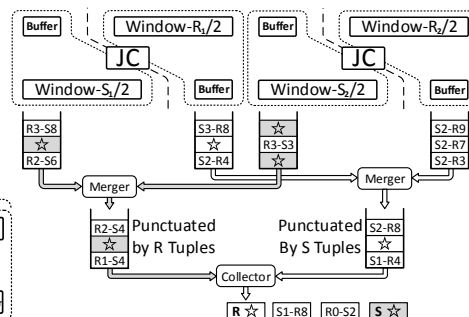 Buffer Window-R1/2 Buffer Window-R2/2
JC JC
Window-S1/2 Buffer Window-S2/2 Buffer
R3-S8 S3-R8 ☆ S2-R9
☆ ☆ R3-S3 S2-R7
R2-S6 S2-R4 ☆ S2-R3
Merger Merger
R2-S4 Punctuated Punctuated S2-R8
☆ by R Tuples By S Tuples ☆
R1-S4 S1-R4
Collector
R ☆ S1-R8 R0-S2 S ☆